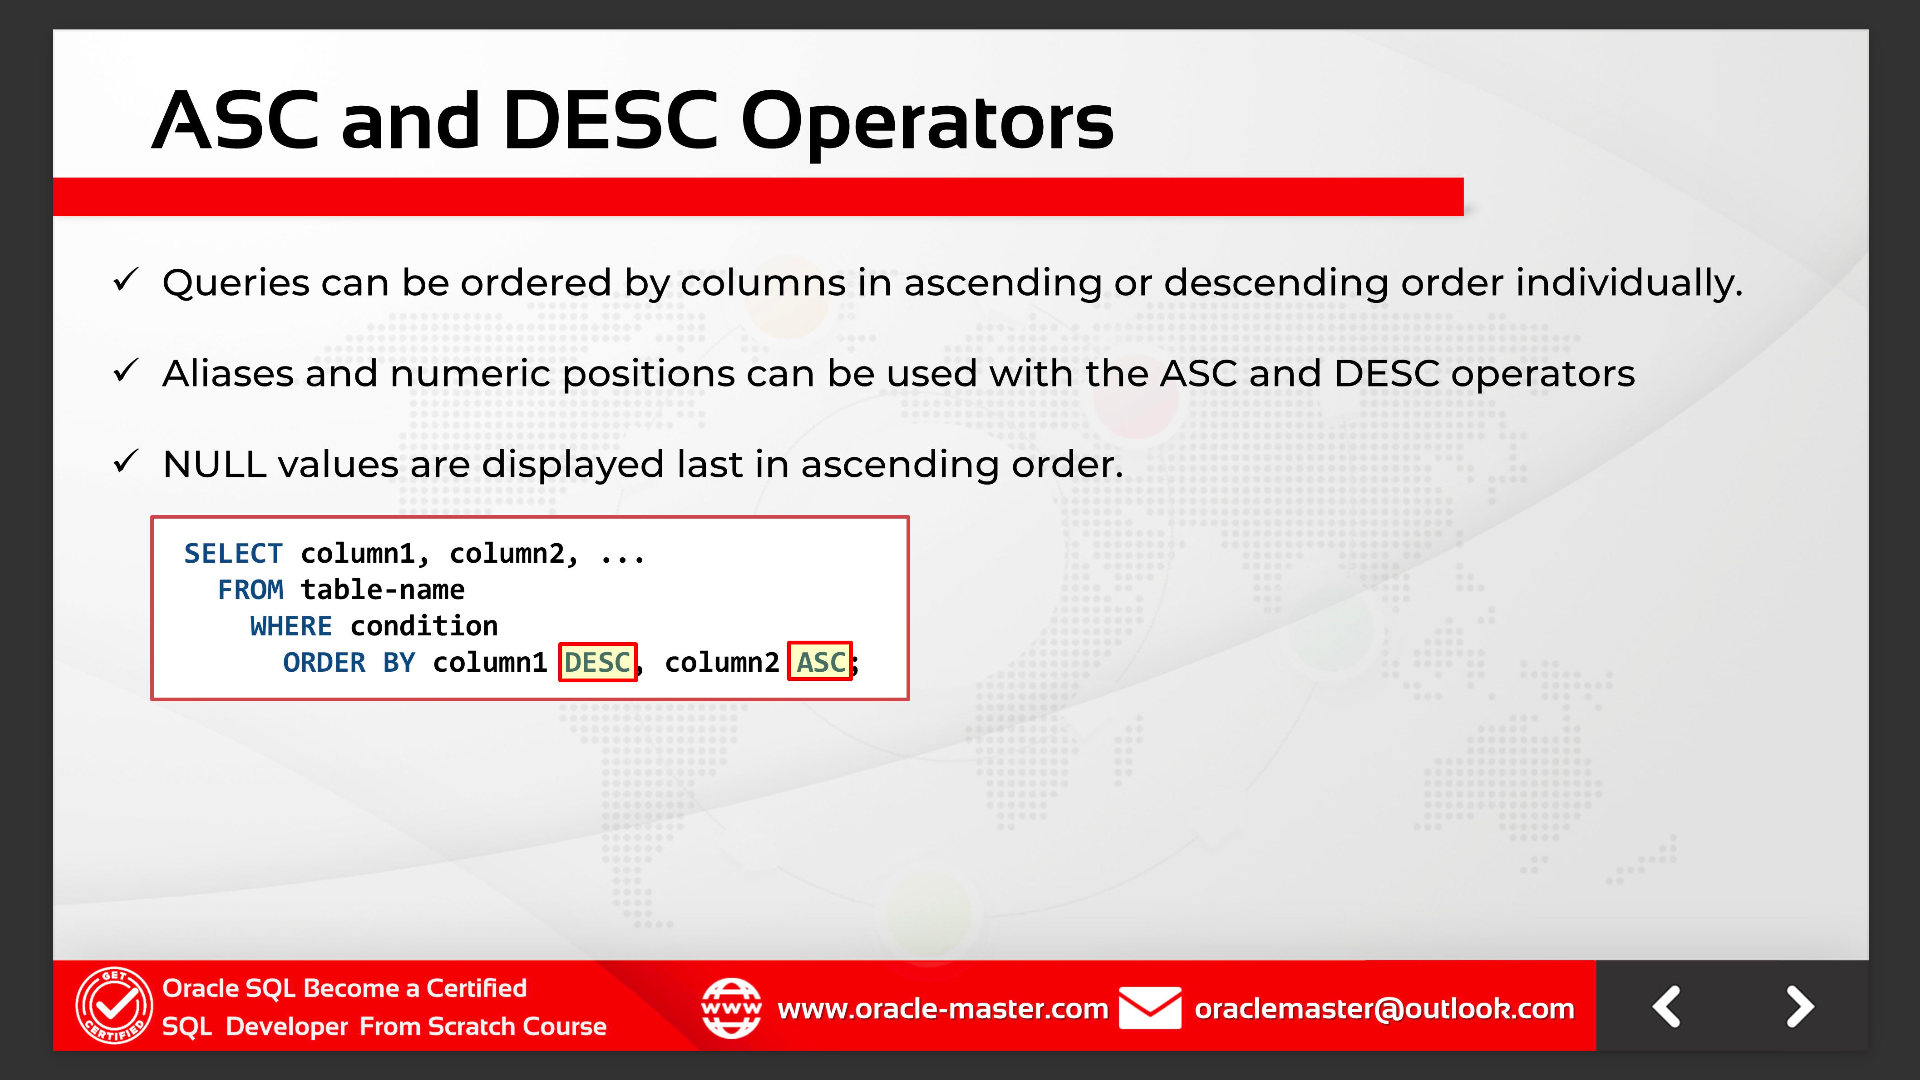 ASC and DESC Operators
✓ Queries can be ordered by columns in ascending or descending order individually.
✓ Aliases and numeric positions can be used with the ASC and DESC operators
✓ NULL values are displayed last in ascending order.
SELECT column1, column2, ...
FROM table-name
WHERE condition
ORDER BY column1 DESC, column2 ASC;
GET CERTIFIED
Oracle SQL Become a Certified
SQL Developer From Scratch Course
www
www.oracle-master.com
oraclemaster@outlook.com